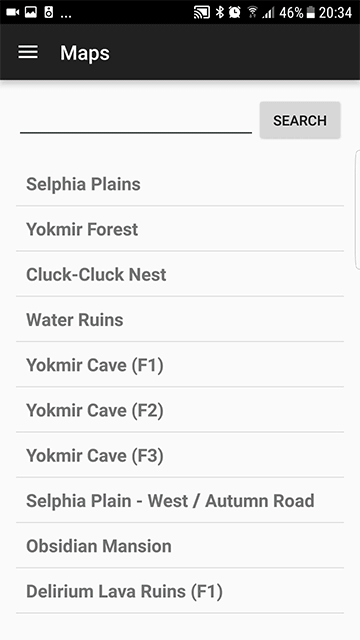 ... 46% 20:34
Maps
SEARCH
Selphia Plains
Yokmir Forest
Cluck-Cluck Nest
Water Ruins
Yokmir Cave (F1)
Yokmir Cave (F2)
Yokmir Cave (F3)
Selphia Plain - West / Autumn Road
Obsidian Mansion
Delirium Lava Ruins (F1)